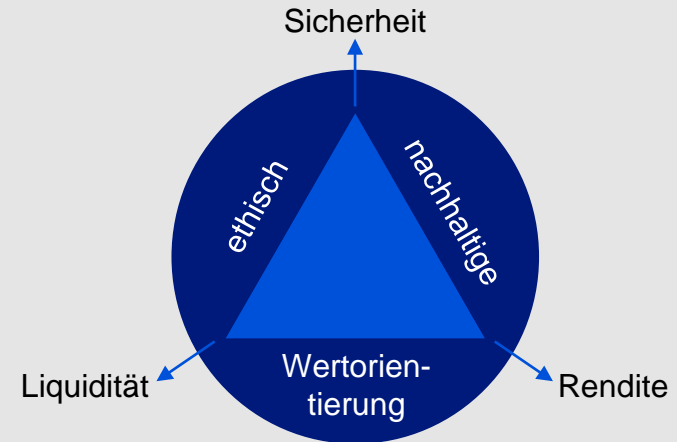 Sicherheit
ethisch
nachhaltige
Wertorien-
tierung
Liquidität
Rendite